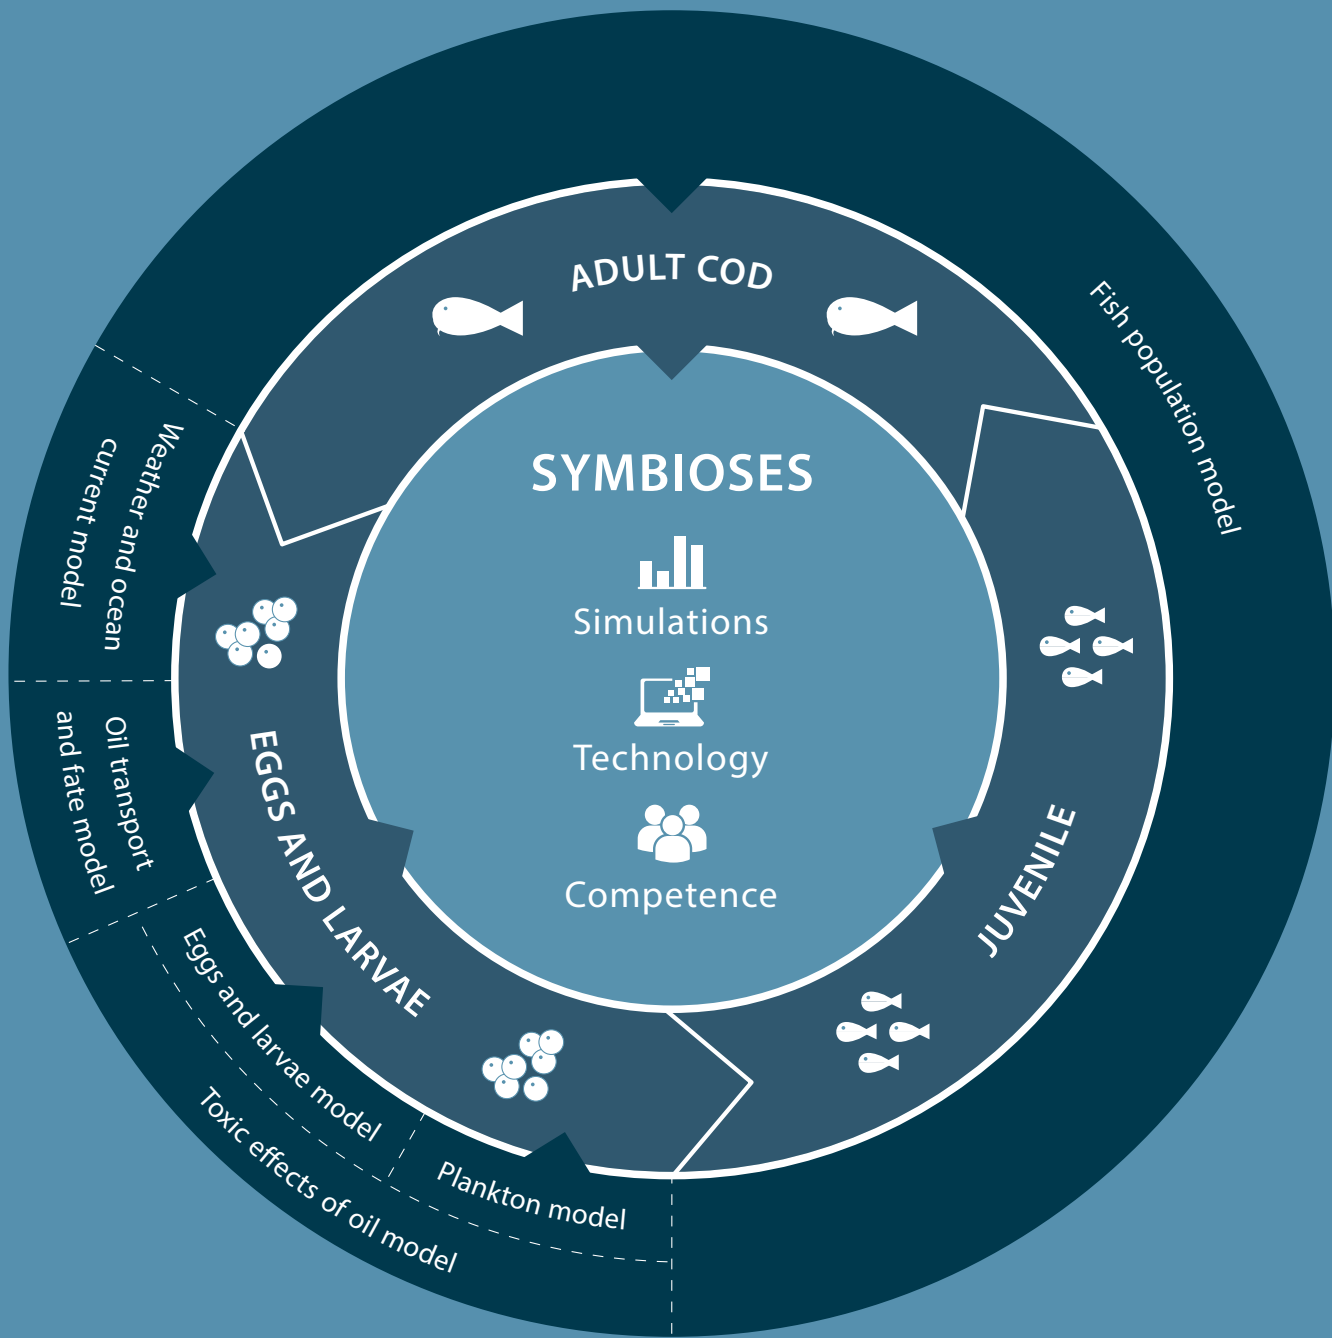 ADULT COD
Fish population model
SYMBIOSES
Simulations
Technology
Competence
Weather and ocean
current model
Oil transport
and fate model
EGGS AND LARVAE
JUVENILE
Eggs and larvae model
Plankton model
Toxic effects of oil model